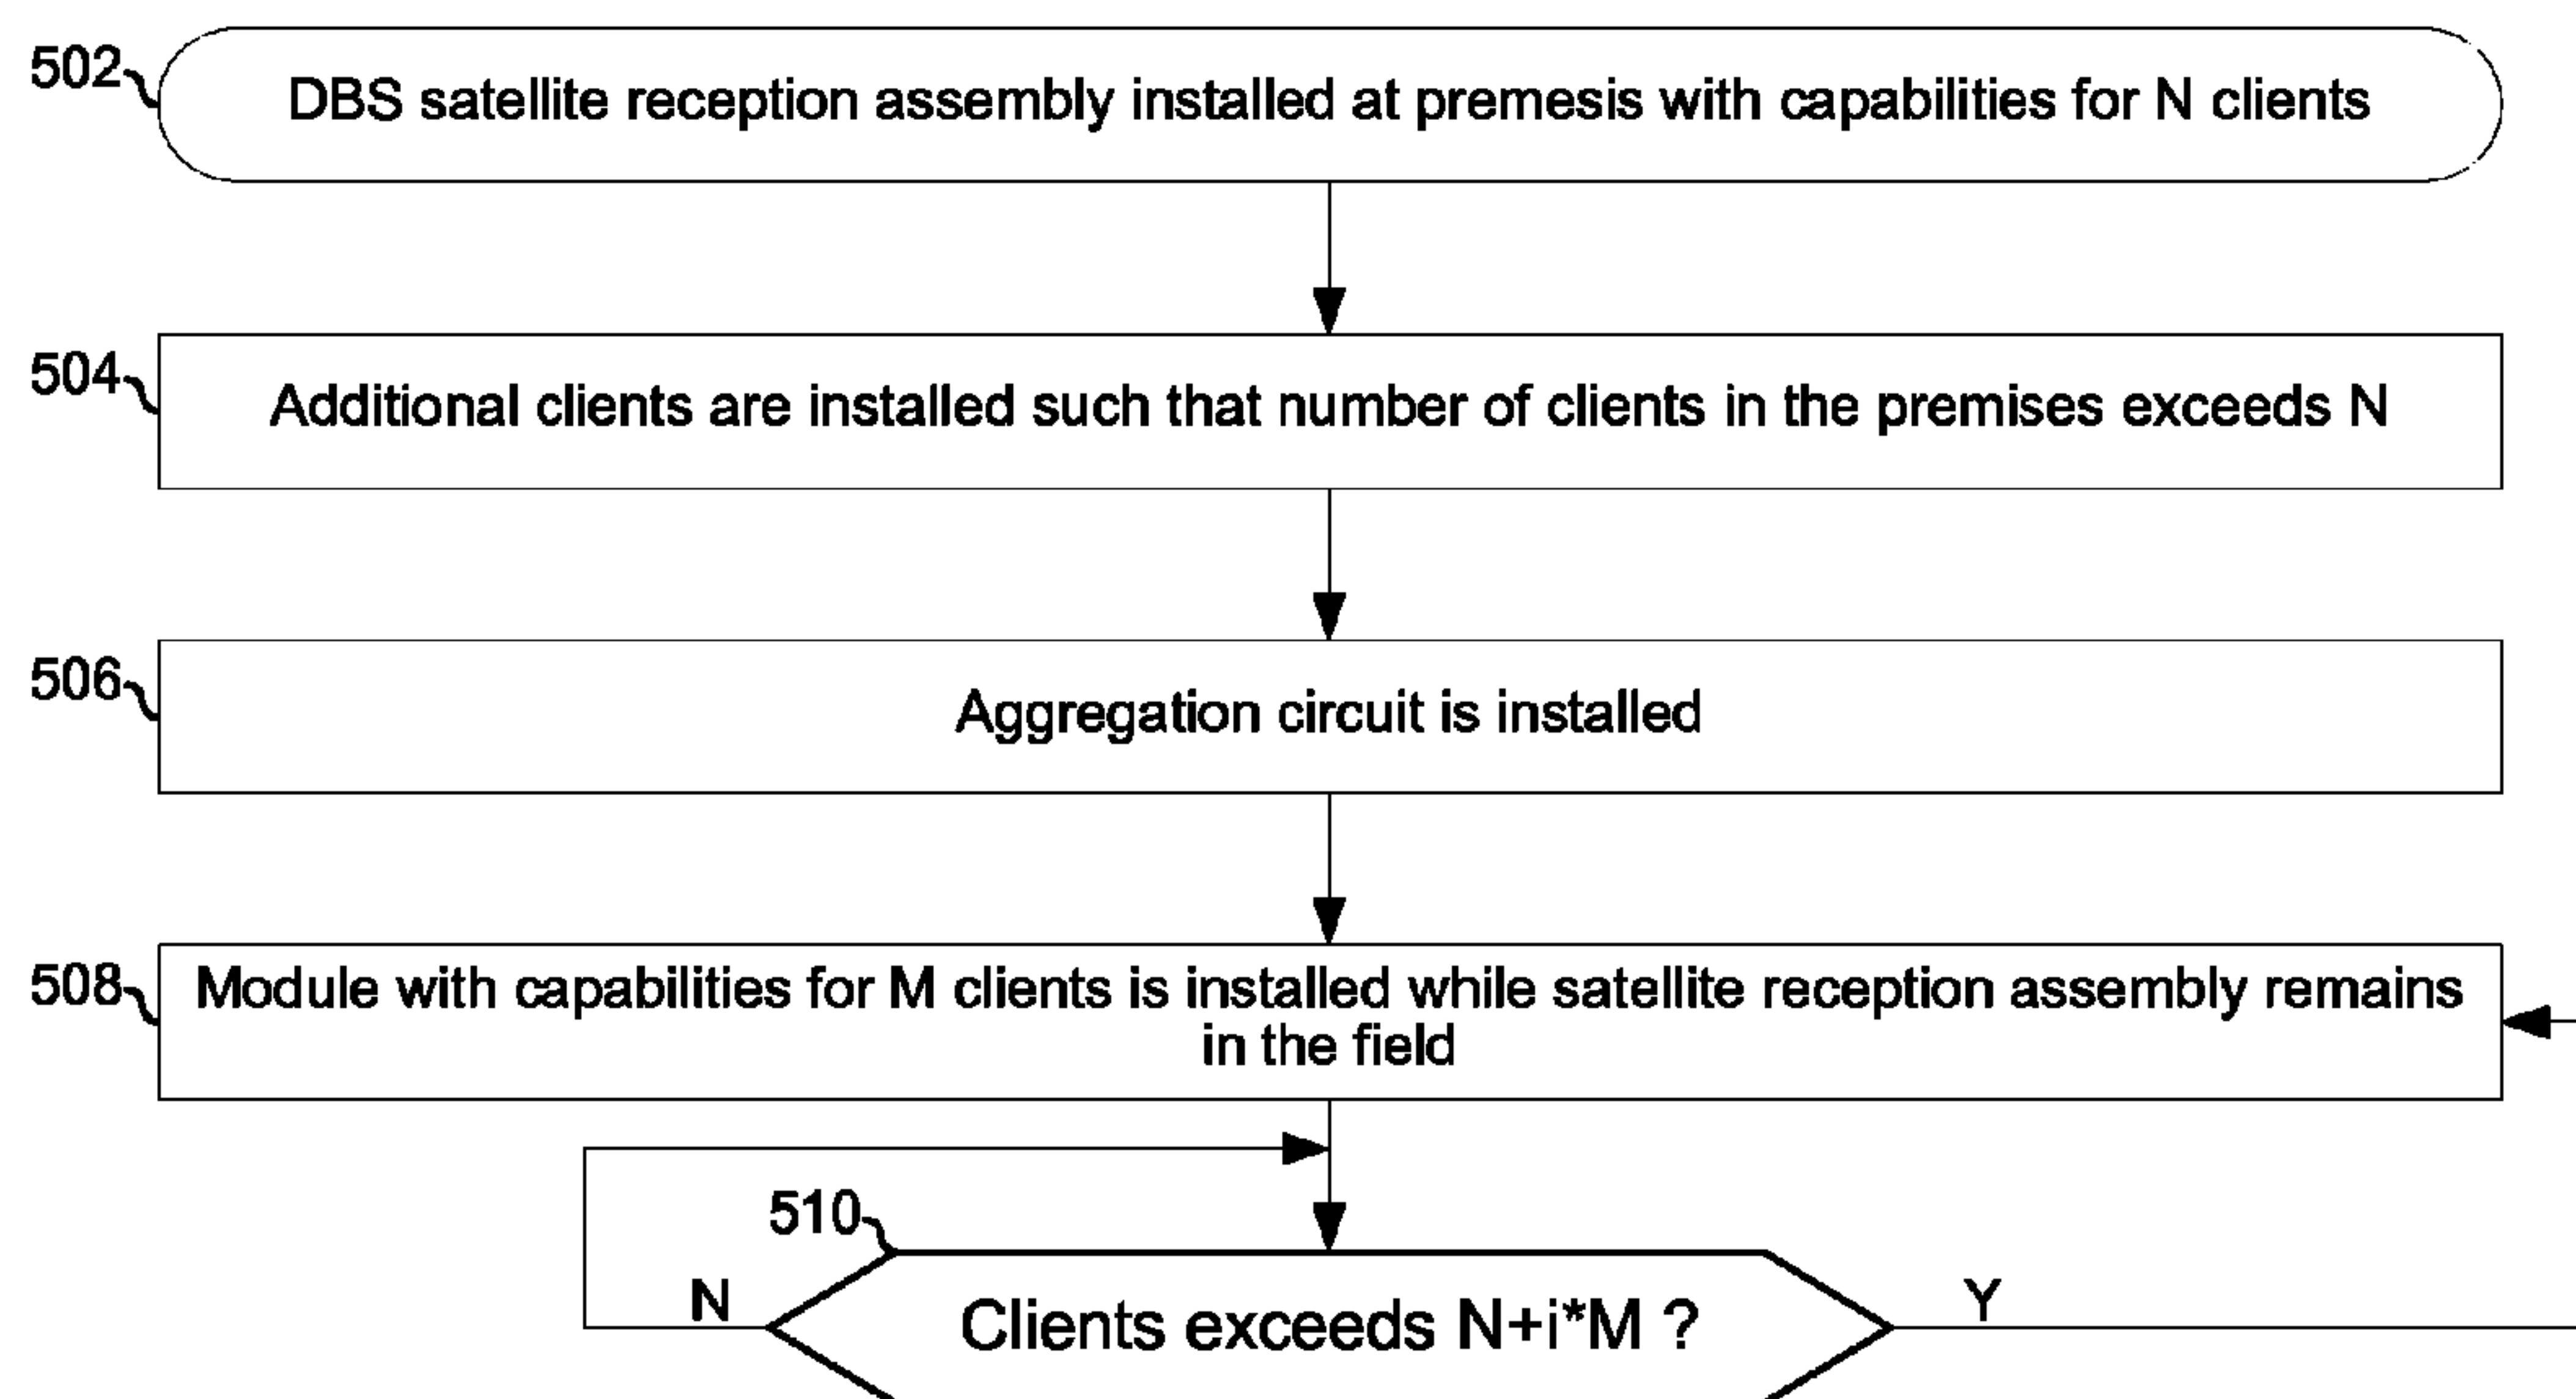 502
DBS satellite reception assembly installed at premesis with capabilities for N clients
504
Additional clients are installed such that number of clients in the premises exceeds N
506
Aggregation circuit is installed
508
Module with capabilities for M clients is installed while satellite reception assembly remains
in the field
510
N
Clients exceeds N+i*M ?
Y